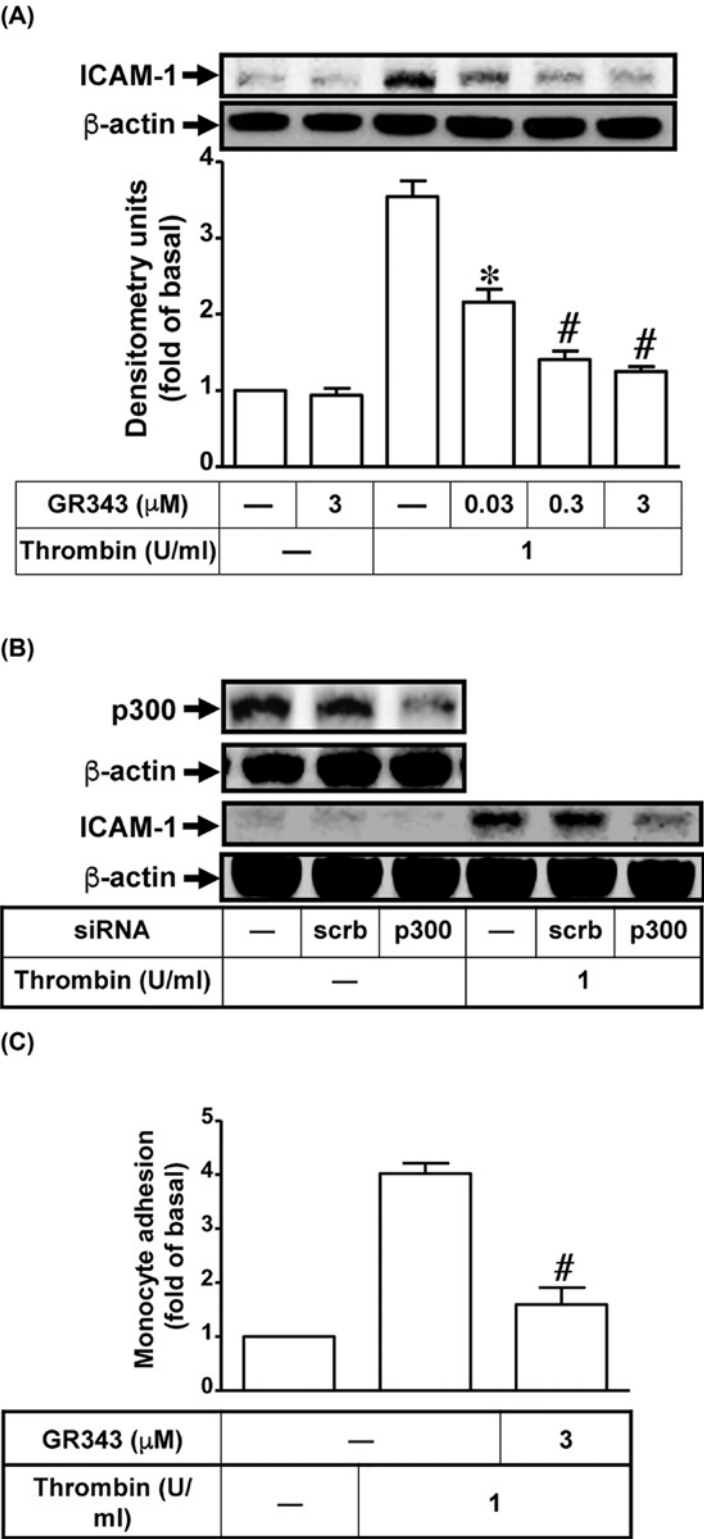 (A)
ICAM-1
β-actin
Densitometry units
(fold of basal)
4
3
2
1
0
*
#
#
GR343 (μM) — 3 — 0.03 0.3 3
Thrombin (U/ml) — 1
(B)
p300
β-actin
ICAM-1
β-actin
siRNA — scrb p300 — scrb p300
Thrombin (U/ml) — 1
(C)
Monocyte adhesion
(fold of basal)
5
4
3
2
1
0
#
GR343 (μM) — 3
Thrombin (U/
ml) — 1